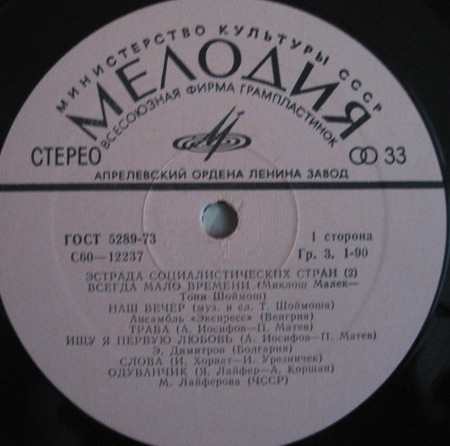 МИНИСТЕРСТВО КУЛЬТУРЫ СССР
МЕЛОДИЯ
ВСЕСОЮЗНАЯ ФИРМА ГРАМПЛАСТИНОК
СТЕРЕО
33
АПРЕЛЕВСКИЙ ОРДЕНА ЛЕНИНА ЗАВОД
ГОСТ 5289-73
1 сторона
С60—12237
Гр. 3. 1-90
ЭСТРАДА СОЦИАЛИСТИЧЕСКИХ СТРАН (2)
ВСЕГДА МАЛО ВРЕМЕНИ (Миклош Малек—
Тони Шоймош)
НАШ ВЕЧЕР (муз. и сл. Т. Шоймоша)
Ансамбль «Экспресс» (Венгрия)
ТРАВА (А. Иосифов—П. Матев)
ИЩУ Я ПЕРВУЮ ЛЮБОВЬ (А. Иосифов—П. Матев)
Э. Димитров (Болгария)
СЛОВА (И. Хорват—И. Урезничек)
ОДУВАНЧИК (Я. Лайфер—А. Коршан)
М. Лайферова (ЧССР)